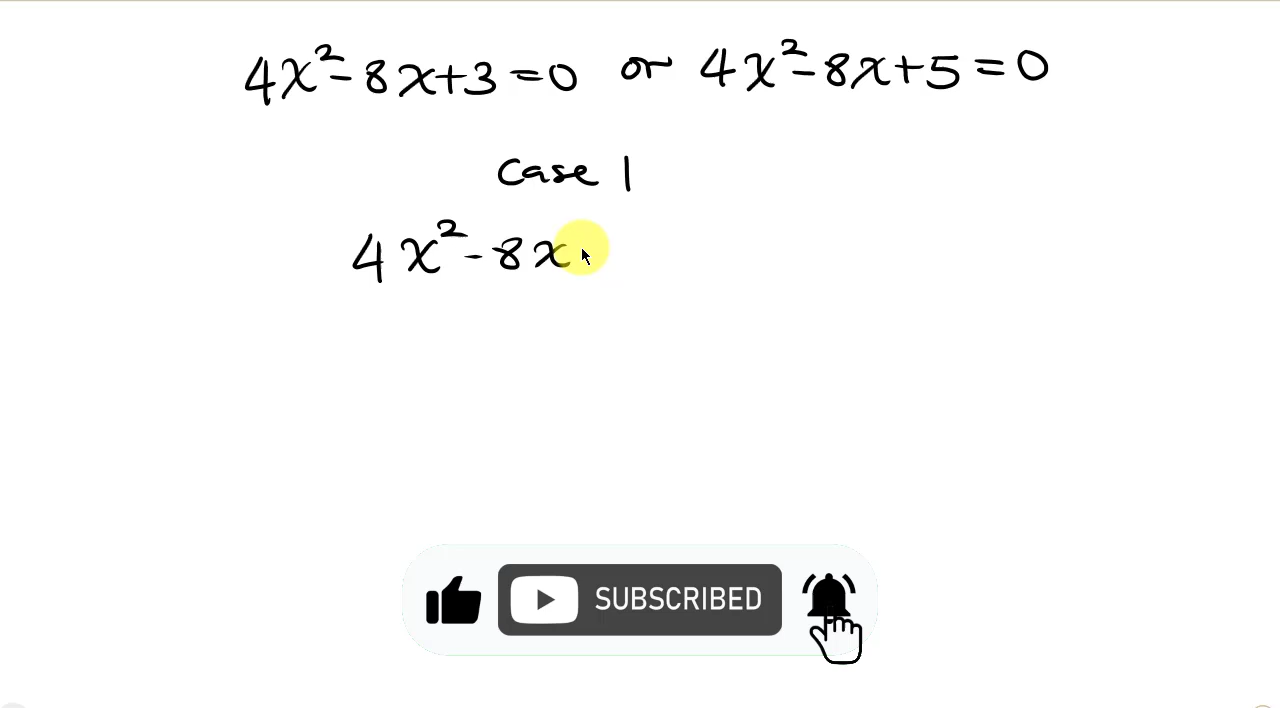 4x² - 8x + 3 = 0 or 4x² - 8x + 5 = 0
Case 1
4x² - 8x
SUBSCRIBED